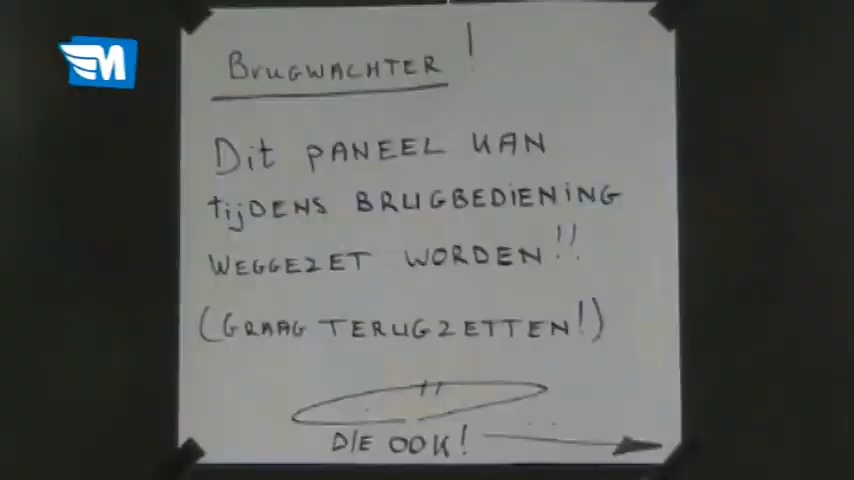 M
BRUGWACHTER!
Dit PANEEL KAN
tijDENS BRUGBEDiENiNG
WEGGEZET WORDEN!!
(GRAAG TERUGZETTEN!)
"
DIE OOK!